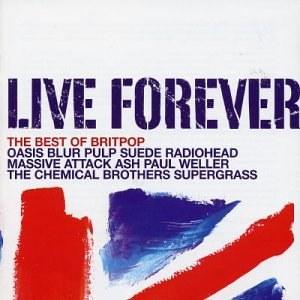 LIVE FOREVER
THE BEST OF BRITPOP
OASIS BLUR PULP SUEDE RADIOHEAD
MASSIVE ATTACK ASH PAUL WELLER
THE CHEMICAL BROTHERS SUPERGRASS